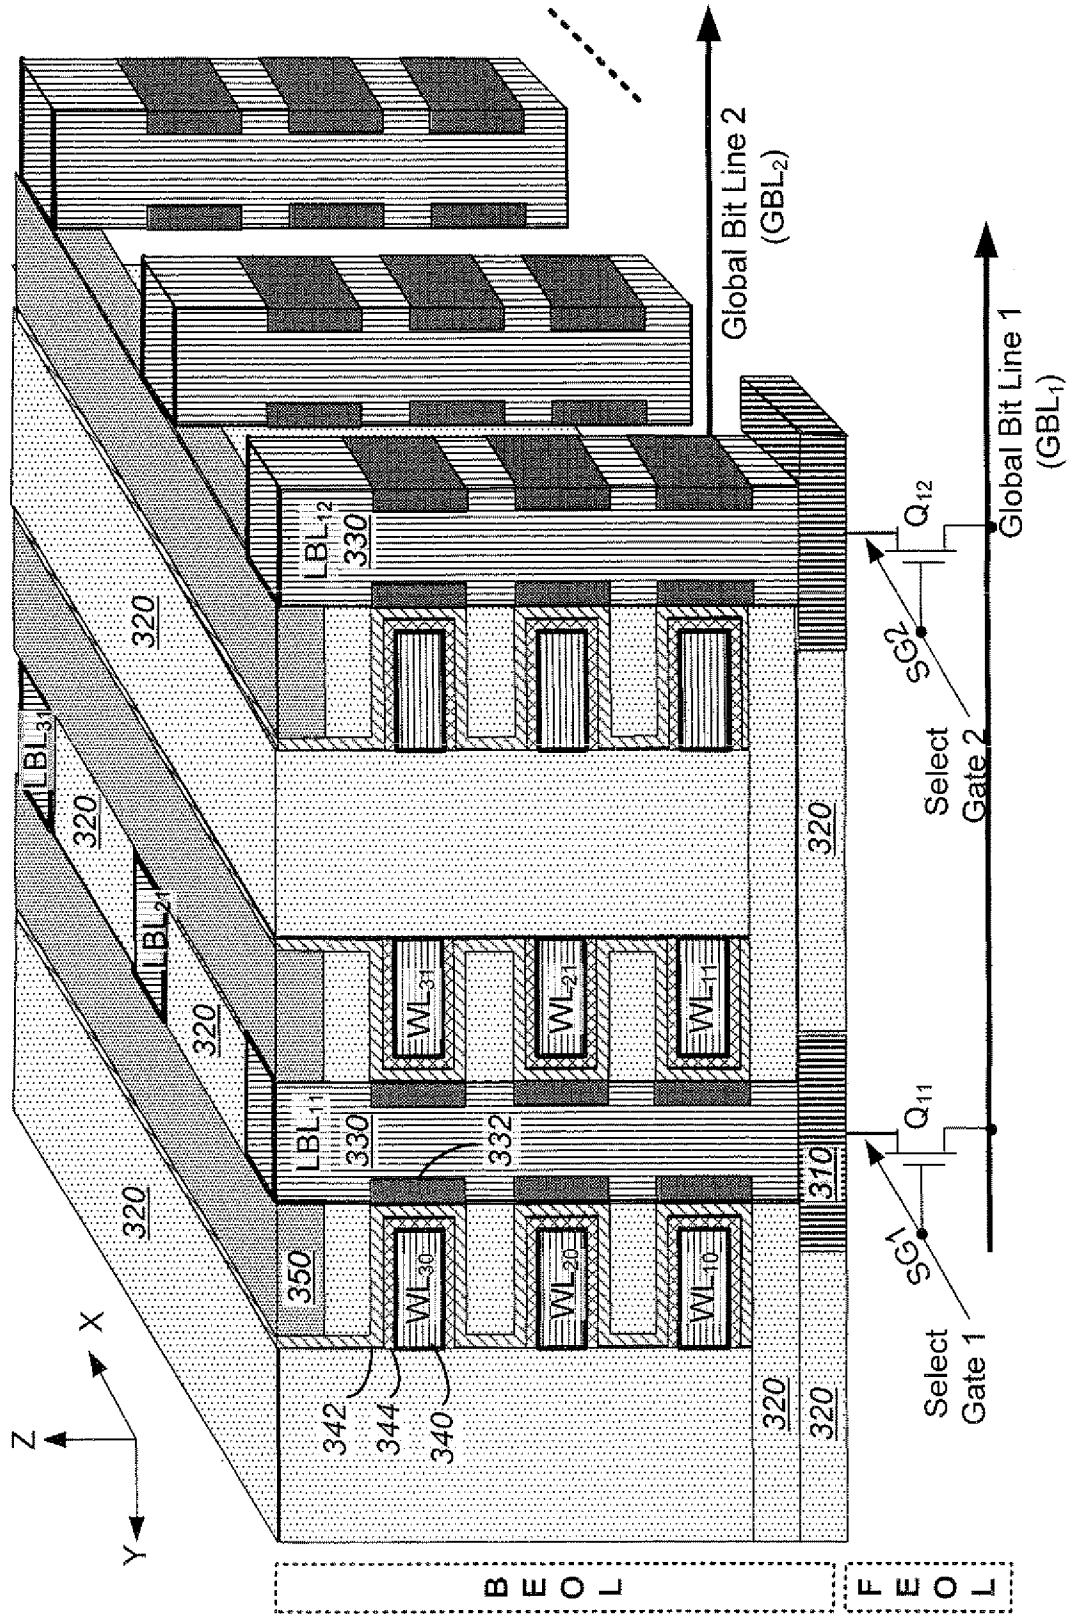 Z
X
Y
320
LBL₃₁
320
LBL₂₁
320
320
LBL₁₁
330
332
350
342
344
340
WL₃₀
WL₂₀
WL₁₀
WL₃₁
WL₂₁
WL₁₁
LBL₁₂
330
320
320
310
320
320
Q₁₁
SG1
Select
Gate 1
Q₁₂
SG2
Select
Gate 2
Global Bit Line 2
(GBL₂)
Global Bit Line 1
(GBL₁)
BEOL
FEOL